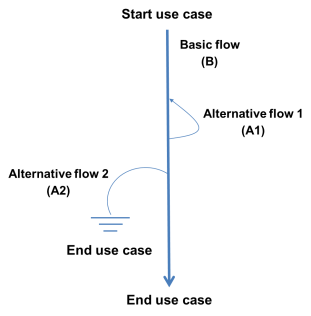 Start use case
Basic flow
(B)
Alternative flow 1
(A1)
Alternative flow 2
(A2)
End use case
End use case